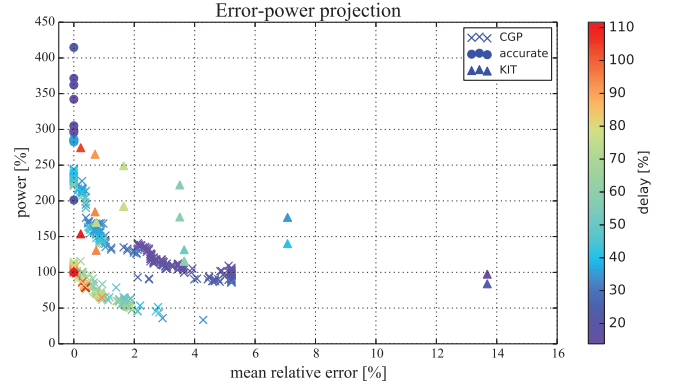 Error-power projection
450
400
350
300
250
200
150
100
50
0
power [%]
CGP
accurate
KIT
0 2 4 6 8 10 12 14 16
mean relative error [%]
110
100
90
80
70
60
50
40
30
20
delay [%]